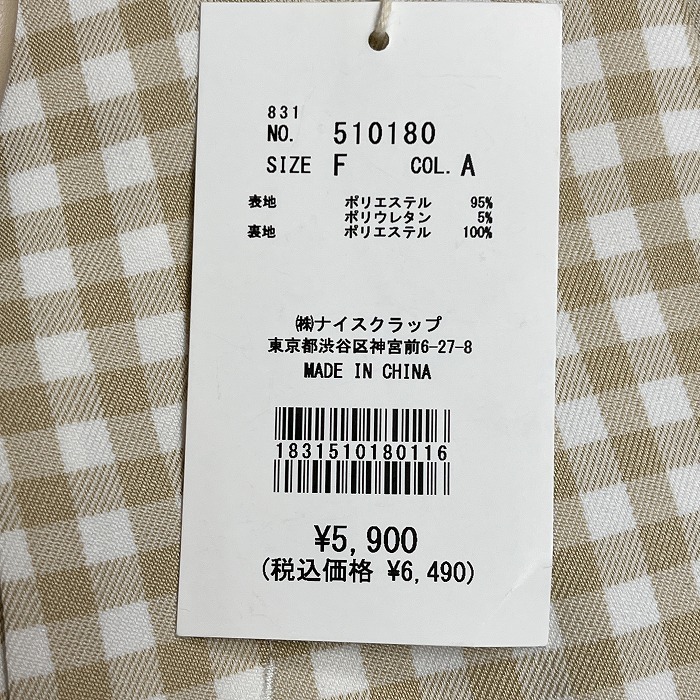 831
NO. 510180
SIZE F COL. A
表地 ポリエステル 95%
ポリウレタン 5%
裏地 ポリエステル 100%
㈱ナイスクラップ
東京都渋谷区神宮前6-27-8
MADE IN CHINA
1831510180116
¥5,900
(税込価格 ¥6,490)